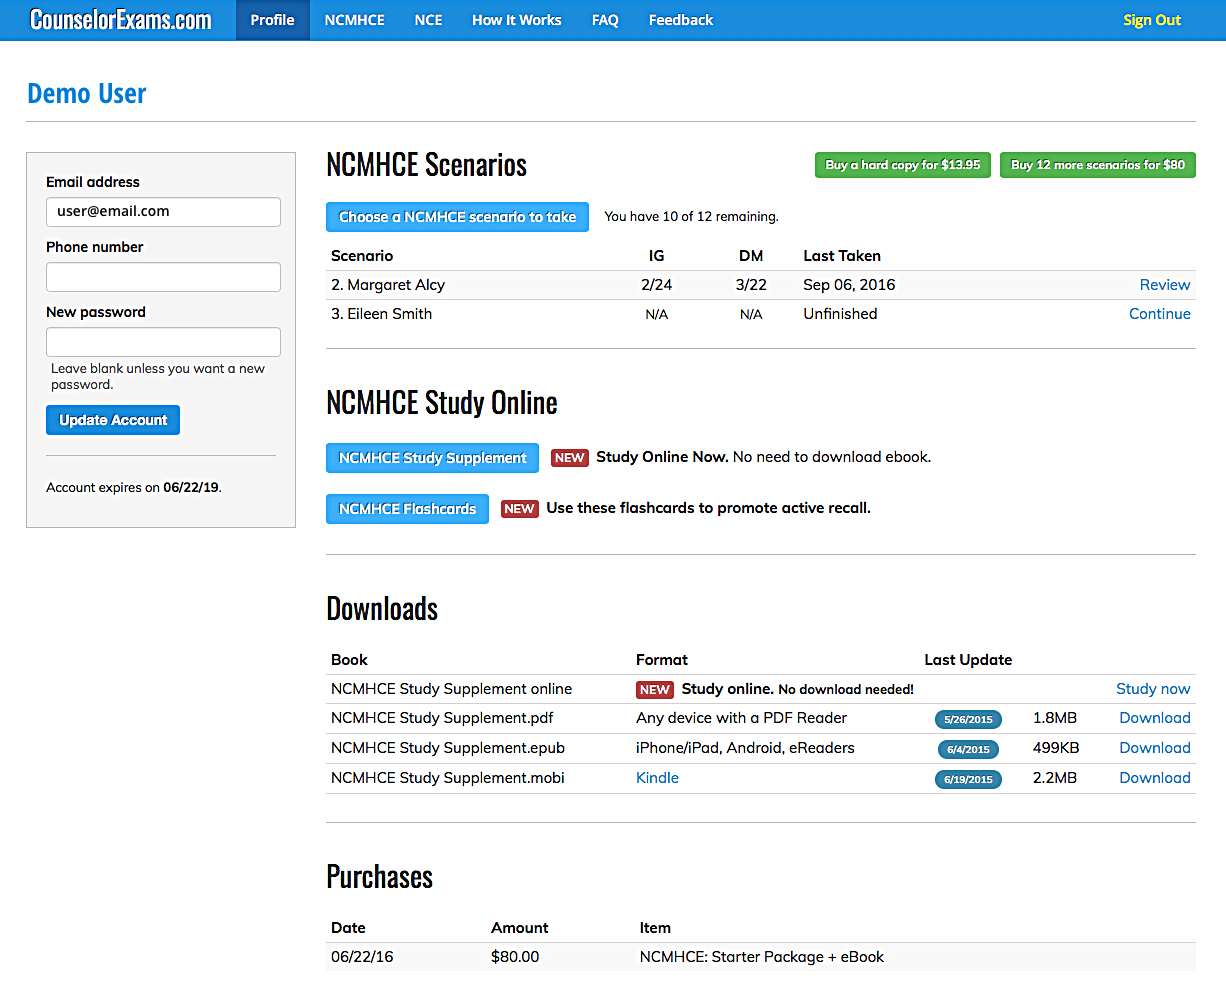 CounselorExams.com Profile NCMHCE NCE How It Works FAQ Feedback Sign Out
Demo User
Email address
user@email.com
Phone number
New password
Leave blank unless you want a new
password.
Update Account
Account expires on 06/22/19.
NCMHCE Scenarios
Buy a hard copy for $13.95 Buy 12 more scenarios for $80
Choose a NCMHCE scenario to take You have 10 of 12 remaining.
Scenario IG DM Last Taken
2. Margaret Alcy 2/24 3/22 Sep 06, 2016 Review
3. Eileen Smith N/A N/A Unfinished Continue
NCMHCE Study Online
NCMHCE Study Supplement NEW Study Online Now. No need to download ebook.
NCMHCE Flashcards NEW Use these flashcards to promote active recall.
Downloads
Book Format Last Update
NCMHCE Study Supplement online NEW Study online. No download needed! Study now
NCMHCE Study Supplement.pdf Any device with a PDF Reader 5/26/2015 1.8MB Download
NCMHCE Study Supplement.epub iPhone/iPad, Android, eReaders 6/4/2015 499KB Download
NCMHCE Study Supplement.mobi Kindle 6/19/2015 2.2MB Download
Purchases
Date Amount Item
06/22/16 $80.00 NCMHCE: Starter Package + eBook